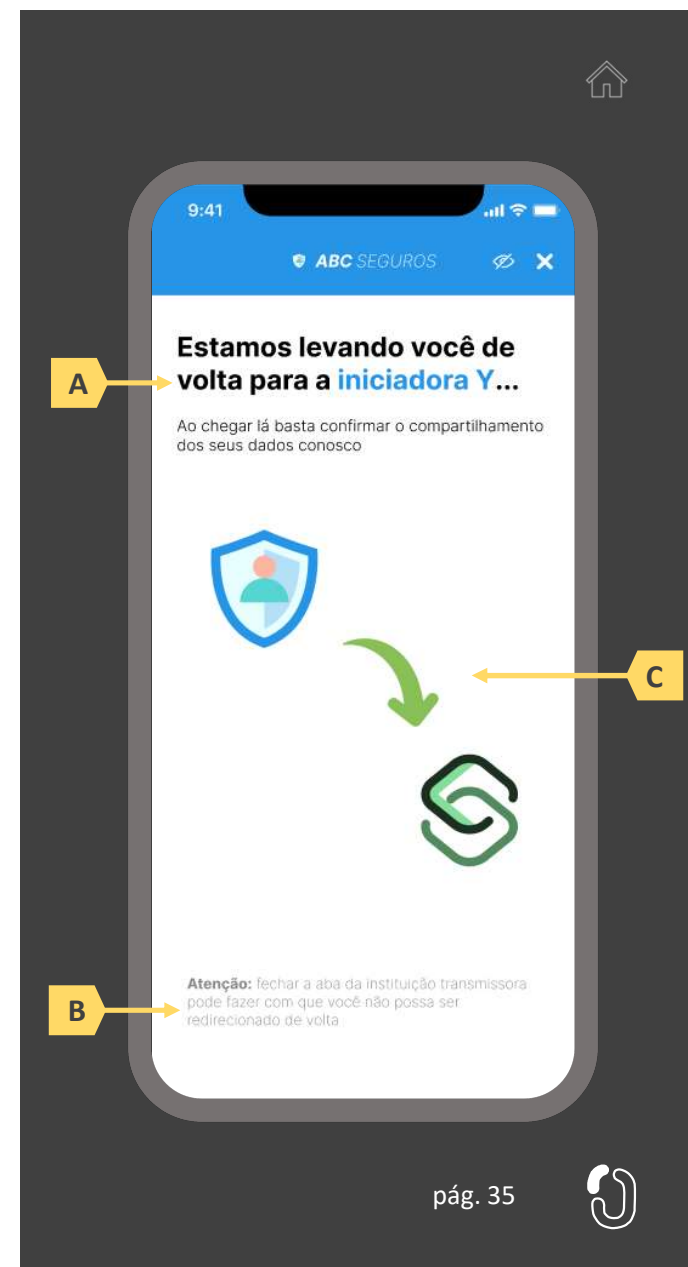 9:41
ABC SEGUROS
Estamos levando você de
volta para a iniciadora Y...
A
Ao chegar lá basta confirmar o compartilhamento
dos seus dados conosco
C
Atenção: fechar a aba da instituição transmissora
pode fazer com que você não possa ser
redirecionado de volta
B
pág. 35